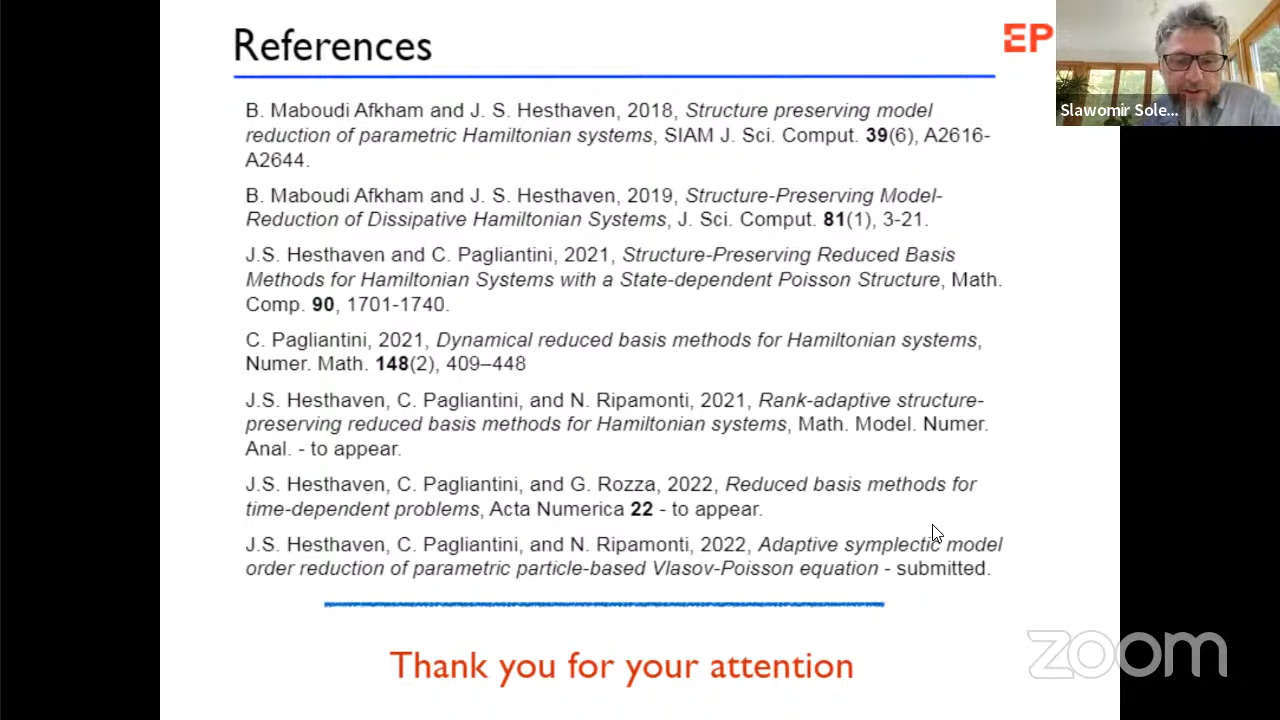 References
EP
Slawomir Sole...
B. Maboudi Afkham and J. S. Hesthaven, 2018, Structure preserving model
reduction of parametric Hamiltonian systems, SIAM J. Sci. Comput. 39(6), A2616-
A2644.
B. Maboudi Afkham and J. S. Hesthaven, 2019, Structure-Preserving Model-
Reduction of Dissipative Hamiltonian Systems, J. Sci. Comput. 81(1), 3-21.
J.S. Hesthaven and C. Pagliantini, 2021, Structure-Preserving Reduced Basis
Methods for Hamiltonian Systems with a State-dependent Poisson Structure, Math.
Comp. 90, 1701-1740.
C. Pagliantini, 2021, Dynamical reduced basis methods for Hamiltonian systems,
Numer. Math. 148(2), 409–448
J.S. Hesthaven, C. Pagliantini, and N. Ripamonti, 2021, Rank-adaptive structure-
preserving reduced basis methods for Hamiltonian systems, Math. Model. Numer.
Anal. - to appear.
J.S. Hesthaven, C. Pagliantini, and G. Rozza, 2022, Reduced basis methods for
time-dependent problems, Acta Numerica 22 - to appear.
J.S. Hesthaven, C. Pagliantini, and N. Ripamonti, 2022, Adaptive symplectic model
order reduction of parametric particle-based Vlasov-Poisson equation - submitted.
Thank you for your attention
zoom